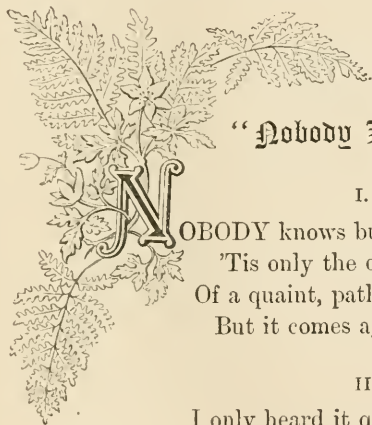 “Nobody
I.
NOBODY knows bu
'Tis only the c
Of a quaint, path
But it comes a
II
I only heard it q